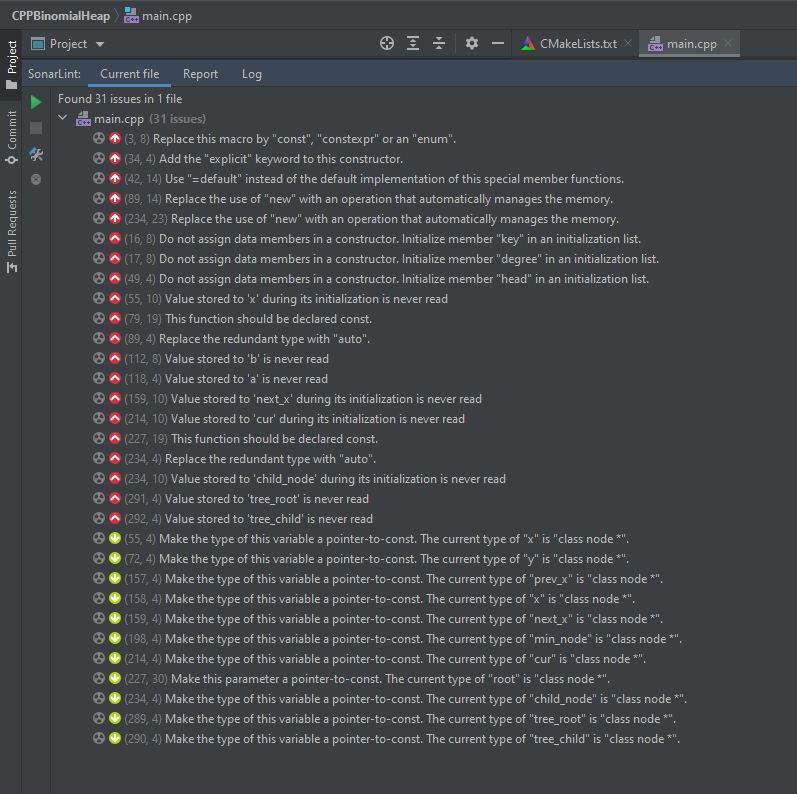 CPPBinomialHeap main.cpp
Project
Project
CMakeLists.txt
main.cpp
SonarLint: Current file Report Log
Commit
Pull Requests
Found 31 issues in 1 file
main.cpp (31 issues)
(3, 8) Replace this macro by "const", "constexpr" or an "enum".
(34, 4) Add the "explicit" keyword to this constructor.
(42, 14) Use "=default" instead of the default implementation of this special member functions.
(89, 14) Replace the use of "new" with an operation that automatically manages the memory.
(234, 23) Replace the use of "new" with an operation that automatically manages the memory.
(16, 8) Do not assign data members in a constructor. Initialize member "key" in an initialization list.
(17, 8) Do not assign data members in a constructor. Initialize member "degree" in an initialization list.
(49, 4) Do not assign data members in a constructor. Initialize member "head" in an initialization list.
(55, 10) Value stored to 'x' during its initialization is never read
(79, 19) This function should be declared const.
(89, 4) Replace the redundant type with "auto".
(112, 8) Value stored to 'b' is never read
(118, 4) Value stored to 'a' is never read
(159, 10) Value stored to 'next_x' during its initialization is never read
(214, 10) Value stored to 'cur' during its initialization is never read
(227, 19) This function should be declared const.
(234, 4) Replace the redundant type with "auto".
(234, 10) Value stored to 'child_node' during its initialization is never read
(291, 4) Value stored to 'tree_root' is never read
(292, 4) Value stored to 'tree_child' is never read
(55, 4) Make the type of this variable a pointer-to-const. The current type of "x" is "class node *".
(72, 4) Make the type of this variable a pointer-to-const. The current type of "y" is "class node *".
(157, 4) Make the type of this variable a pointer-to-const. The current type of "prev_x" is "class node *".
(158, 4) Make the type of this variable a pointer-to-const. The current type of "x" is "class node *".
(159, 4) Make the type of this variable a pointer-to-const. The current type of "next_x" is "class node *".
(198, 4) Make the type of this variable a pointer-to-const. The current type of "min_node" is "class node *".
(214, 4) Make the type of this variable a pointer-to-const. The current type of "cur" is "class node *".
(227, 30) Make this parameter a pointer-to-const. The current type of "root" is "class node *".
(234, 4) Make the type of this variable a pointer-to-const. The current type of "child_node" is "class node *".
(289, 4) Make the type of this variable a pointer-to-const. The current type of "tree_root" is "class node *".
(290, 4) Make the type of this variable a pointer-to-const. The current type of "tree_child" is "class node *".